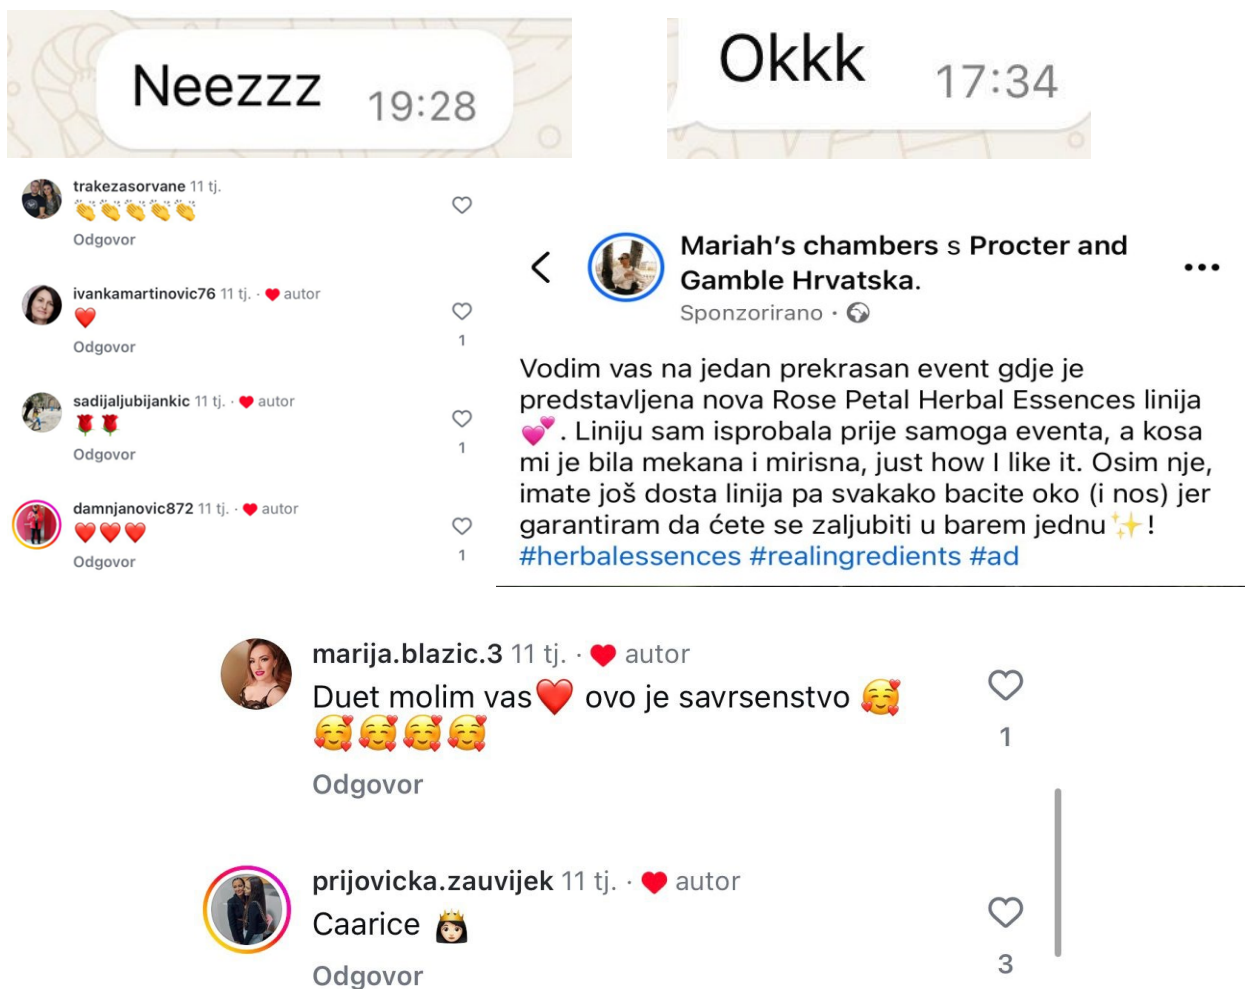 Neezzz 19:28
Okkk 17:34
trakezasorvane 11 tj.
👏👏👏👏👏
Odgovor
ivankamartinovic76 11 tj. · ❤️ autor
❤️
1
Odgovor
sadijaljubijankic 11 tj. · ❤️ autor
🌹🌹
1
Odgovor
damnjanovic872 11 tj. · ❤️ autor
❤️❤️❤️
1
Odgovor
Mariah's chambers s Procter and
Gamble Hrvatska.
Sponzorirano ·
Vodim vas na jedan prekrasan event gdje je
predstavljena nova Rose Petal Herbal Essences linija
💕. Liniju sam isprobala prije samoga eventa, a kosa
mi je bila mekana i mirisna, just how I like it. Osim nje,
imate još dosta linija pa svakako bacite oko (i nos) jer
garantiram da ćete se zaljubiti u barem jednu✨!
#herbalessences #realingredients #ad
marija.blazic.3 11 tj. · ❤️ autor
Duet molim vas❤️ ovo je savrsenstvo 🥰
🥰🥰🥰🥰
1
Odgovor
prijovicka.zauvijek 11 tj. · ❤️ autor
Caarice 👸🏻
3
Odgovor